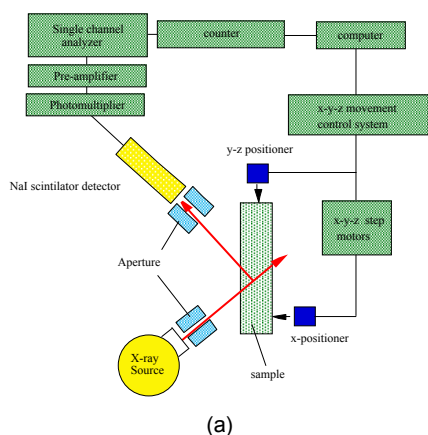 Single channel
analyzer
counter
computer
Pre-amplifier
Photomultiplier
x-y-z movement
control system
y-z positioner
NaI scintilator detector
x-y-z step
motors
Aperture
x-positioner
X-ray
Source
sample
(a)